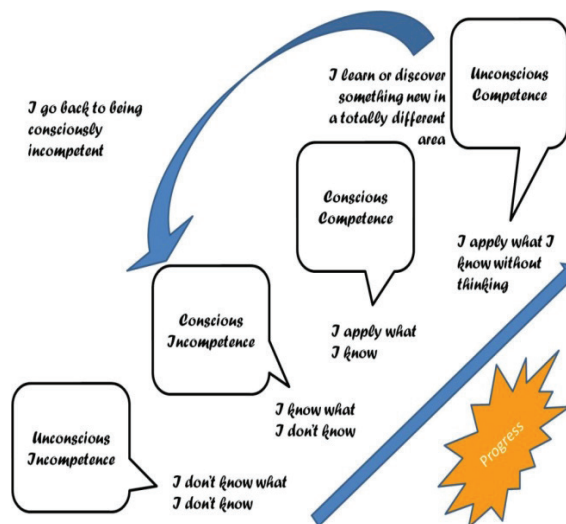 I go back to being
consciously
incompetent
I learn or discover
something new in
a totally different
area
Unconscious
Competence
I apply what I
know without
thinking
Conscious
Competence
I apply what
I know
Conscious
Incompetence
I know what
I don't know
Unconscious
Incompetence
I don't know what
I don't know
Progress